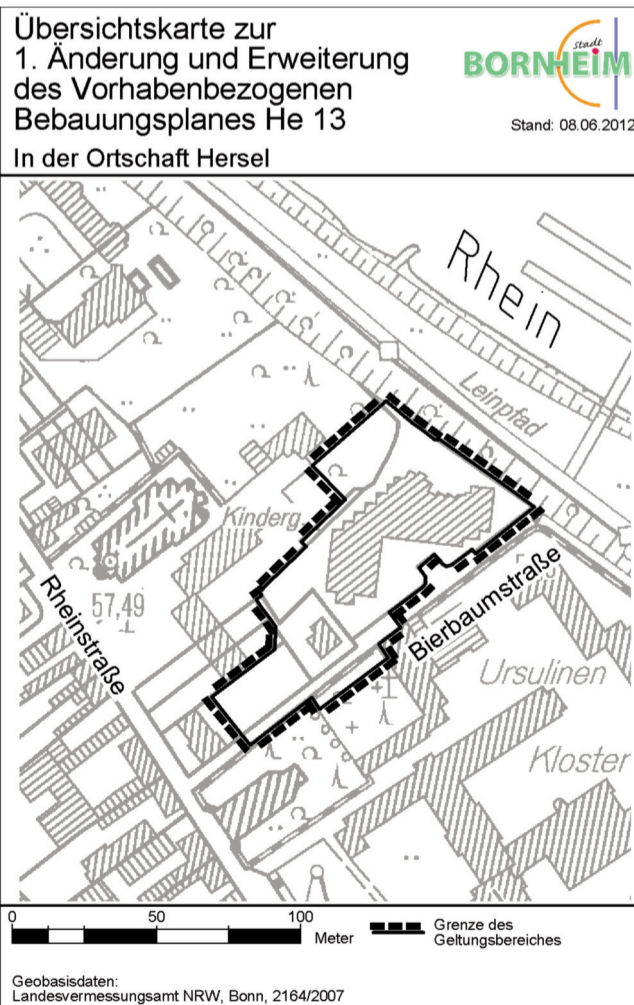 Übersichtskarte zur
1. Änderung und Erweiterung
des Vorhabenbezogenen
Bebauungsplanes He 13
In der Ortschaft Hersel
stadt
BORNHEiM
Stand: 08.06.2012
Rhein
Leinpfad
Kinderg.
57,49
Rheinstraße
Bierbaumstraße
Ursulinen
Kloster
0 50 100
Meter
Grenze des
Geltungsbereiches
Geobasisdaten:
Landesvermessungsamt NRW, Bonn, 2164/2007